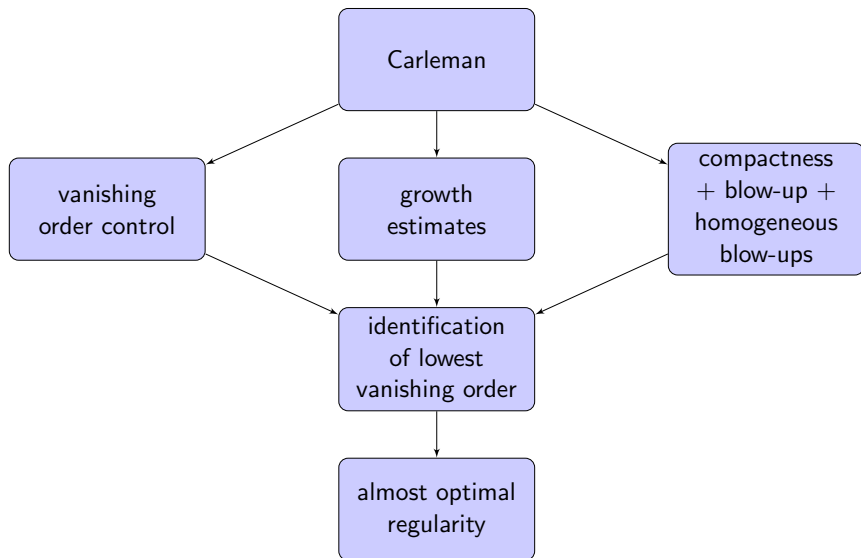 Carleman
vanishing
order control
growth
estimates
compactness
+ blow-up +
homogeneous
blow-ups
identification
of lowest
vanishing order
almost optimal
regularity